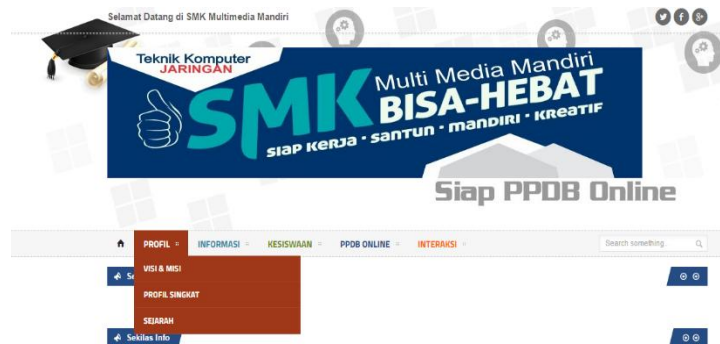 Selamat Datang di SMK Multimedia Mandiri
Teknik Komputer
JARINGAN
SMK
Multi Media Mandiri
BISA-HEBAT
SIAP KERJA • SANTUN • MANDIRI • KREATIF
Siap PPDB Online
PROFIL INFORMASI KESISWAAN PPDB ONLINE INTERAKSI Search something
VISI & MISI
PROFIL SINGKAT
SEJARAH
Sekilas Info